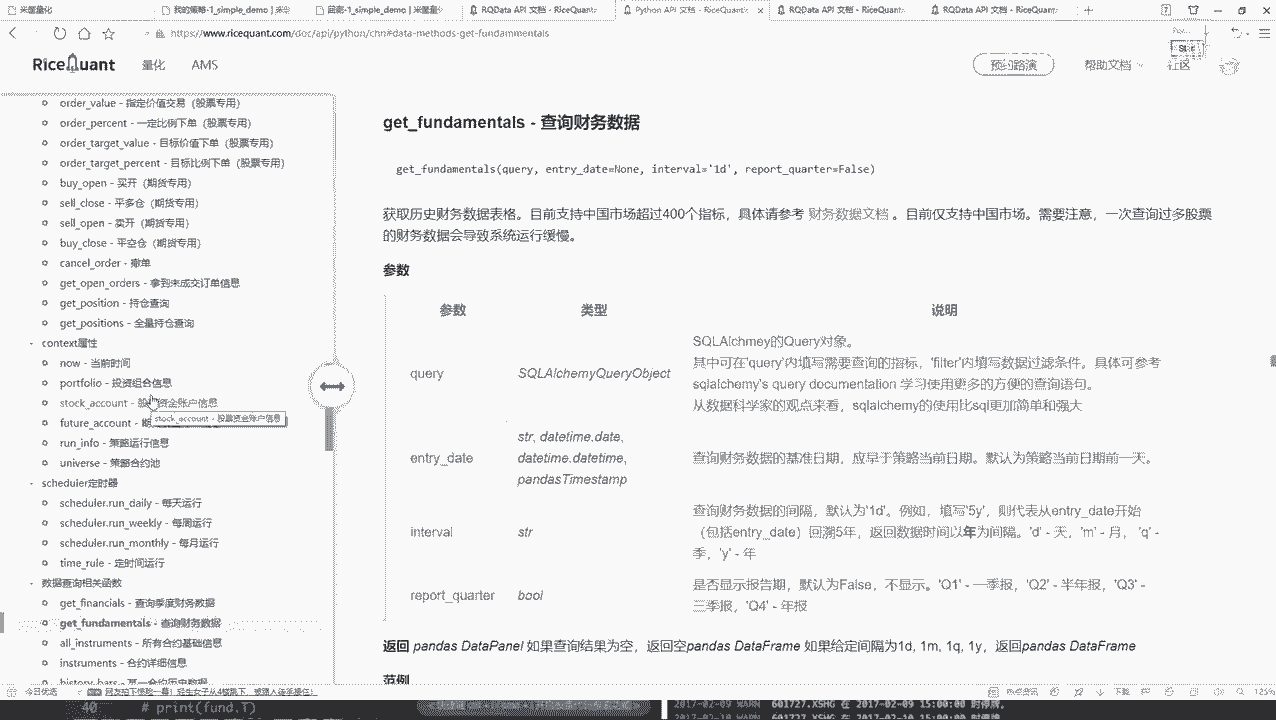 米筐量化
我的策略-1_simple_demo | 米筐
回测-1_simple_demo | 米筐量化
RQData API 文档 - RiceQuant
Python API 文档 - RiceQuant
RQData API 文档 - RiceQuant
RQData API 文档 - RiceQuant
https://www.ricequant.com/doc/api/python/chn#data-methods-get-fundammentals
RiceQuant
量化
AMS
预约路演
帮助文档
社区
order_value - 指定价值交易（股票专用）
order_percent - 一定比例下单（股票专用）
order_target_value - 目标价值下单（股票专用）
order_target_percent - 目标比例下单（股票专用）
buy_open - 买开（期货专用）
sell_close - 平多仓（期货专用）
sell_open - 卖开（期货专用）
buy_close - 平空仓（期货专用）
cancel_order - 撤单
get_open_orders - 拿到未成交订单信息
get_position - 持仓查询
get_positions - 全量持仓查询
context属性
now - 当前时间
portfolio - 投资组合信息
stock_account - 股票资金账户信息
stock_account - 股票资金账户信息
future_account - 期
run_info - 策略运行信息
universe - 策略合约池
scheduler定时器
scheduler.run_daily - 每天运行
scheduler.run_weekly - 每周运行
scheduler.run_monthly - 每月运行
time_rule - 定时间运行
数据查询相关函数
get_financials - 查询季度财务数据
get_fundamentals - 查询财务数据
all_instruments - 所有合约基础信息
instruments - 合约详细信息
history_bars - 某一合约历史数据
get_fundamentals - 查询财务数据
get_fundamentals(query, entry_date=None, interval='1d', report_quarter=False)
获取历史财务数据表格。目前支持中国市场超过400个指标，具体请参考 财务数据文档 。目前仅支持中国市场。需要注意，一次查询过多股票
的财务数据会导致系统运行缓慢。
参数
参数 类型 说明
query SQLAlchemyQueryObject SQLAlchmey的Query对象。
其中可在'query'内填写需要查询的指标，'filter'内填写数据过滤条件。具体可参考
sqlalchemy's query documentation 学习使用更多的方便的查询语句。
从数据科学家的观点来看，sqlalchemy的使用比sql更加简单和强大
entry_date str, datetime.date,
datetime.datetime,
pandasTimestamp
查询财务数据的基准日期，应早于策略当前日期。默认为策略当前日期前一天。
interval str 查询财务数据的间隔，默认为'1d'。例如，填写'5y'，则代表从entry_date开始
（包括entry_date）回溯5年，返回数据时间以年为间隔。'd' - 天，'m' - 月， 'q' -
季，'y' - 年
report_quarter bool 是否显示报告期，默认为False，不显示。'Q1' - 一季报，'Q2' - 半年报，'Q3' -
三季报，'Q4' - 年报
返回 pandas DataPanel 如果查询结果为空，返回空pandas DataFrame 如果给定间隔为1d, 1m, 1q, 1y，返回pandas DataFrame
范例
今日优选
热点资讯
下载
125%
40 # print(fund.T)
2017-02-09 WARN 601727.XSHG 在 2017-02-09 15:00:00 时停牌。